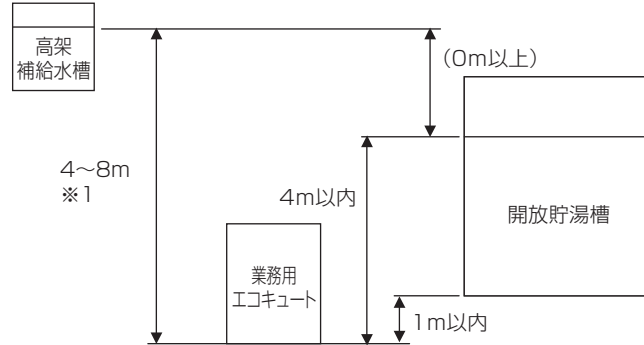 高架
補給水槽
(0m以上)
4〜8m
※1
4m以内
開放貯湯槽
業務用
エコキュート
1m以内